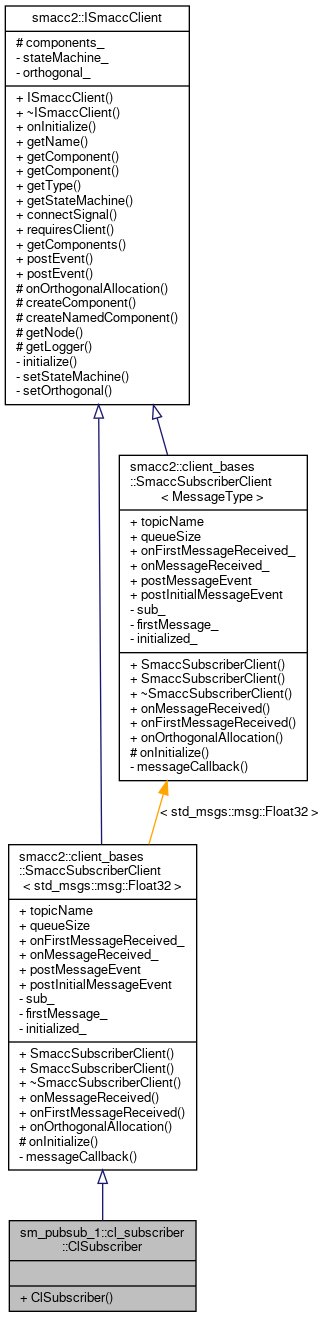 smacc2::ISmaccClient
# components_
- stateMachine_
- orthogonal_
+ ISmaccClient()
+ ~ISmaccClient()
+ onInitialize()
+ getName()
+ getComponent()
+ getComponent()
+ getType()
+ getStateMachine()
+ connectSignal()
+ requiresClient()
+ getComponents()
+ postEvent()
+ postEvent()
# onOrthogonalAllocation()
# createComponent()
# createNamedComponent()
# getNode()
# getLogger()
- initialize()
- setStateMachine()
- setOrthogonal()
smacc2::client_bases
::SmaccSubscriberClient
< MessageType >
+ topicName
+ queueSize
+ onFirstMessageReceived_
+ onMessageReceived_
+ postMessageEvent
+ postInitialMessageEvent
- sub_
- firstMessage_
- initialized_
+ SmaccSubscriberClient()
+ SmaccSubscriberClient()
+ ~SmaccSubscriberClient()
+ onMessageReceived()
+ onFirstMessageReceived()
+ onOrthogonalAllocation()
# onInitialize()
- messageCallback()
< std_msgs::msg::Float32 >
smacc2::client_bases
::SmaccSubscriberClient
< std_msgs::msg::Float32 >
+ topicName
+ queueSize
+ onFirstMessageReceived_
+ onMessageReceived_
+ postMessageEvent
+ postInitialMessageEvent
- sub_
- firstMessage_
- initialized_
+ SmaccSubscriberClient()
+ SmaccSubscriberClient()
+ ~SmaccSubscriberClient()
+ onMessageReceived()
+ onFirstMessageReceived()
+ onOrthogonalAllocation()
# onInitialize()
- messageCallback()
sm_pubsub_1::cl_subscriber
::ClSubscriber
+ ClSubscriber()